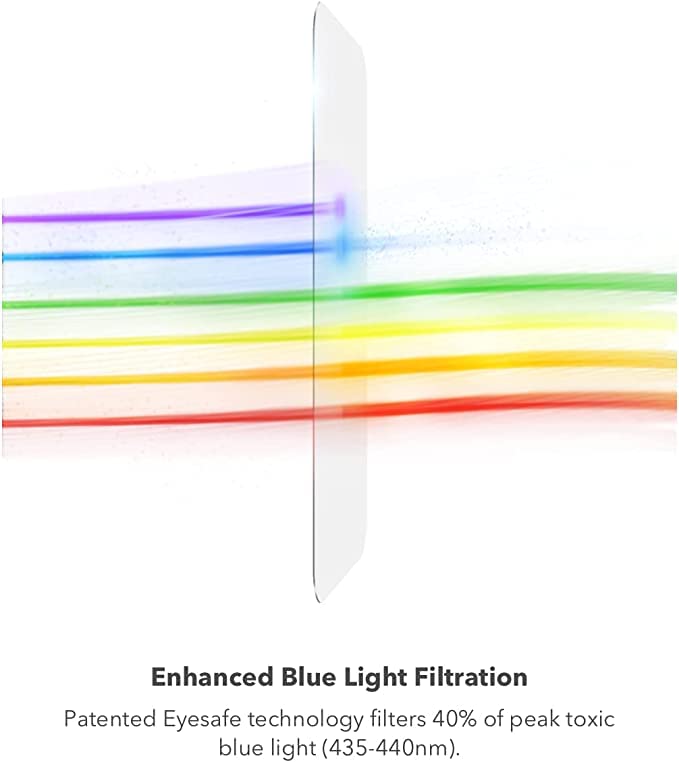 Enhanced Blue Light Filtration
Patented Eyesafe technology filters 40% of peak toxic
blue light (435-440nm).